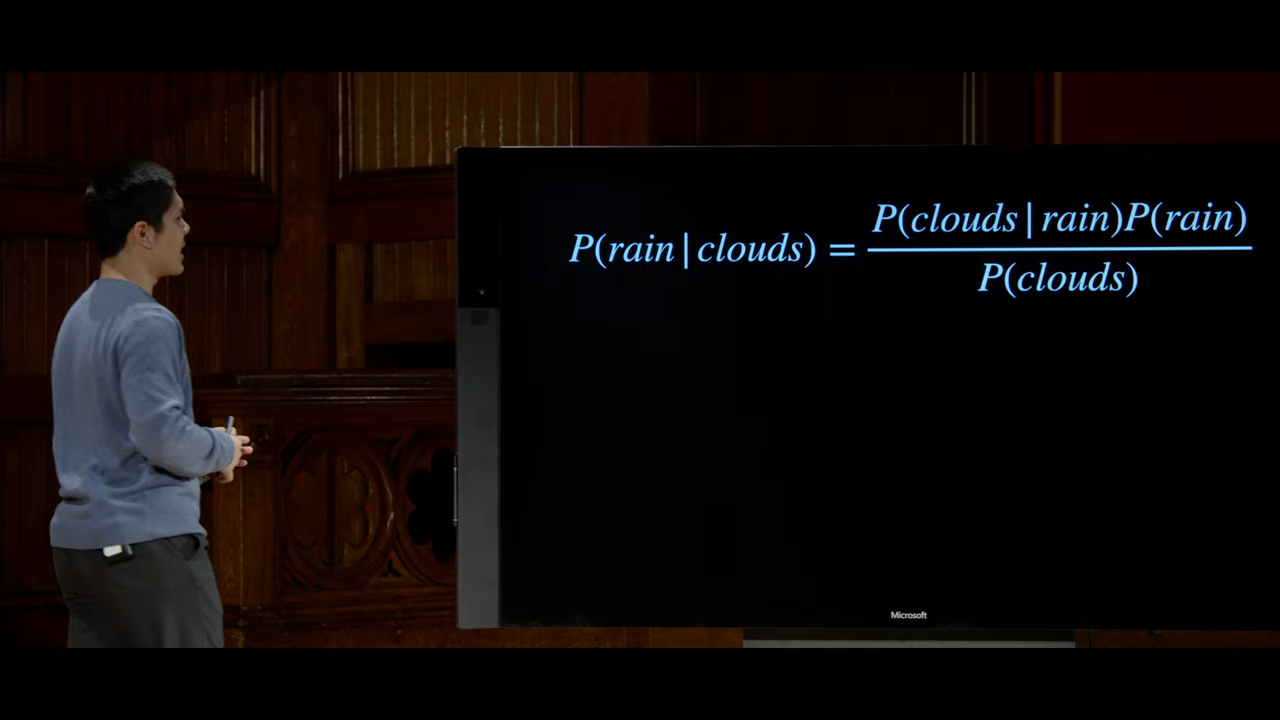 P(rain | clouds) = P(clouds | rain)P(rain)
P(clouds)
Microsoft